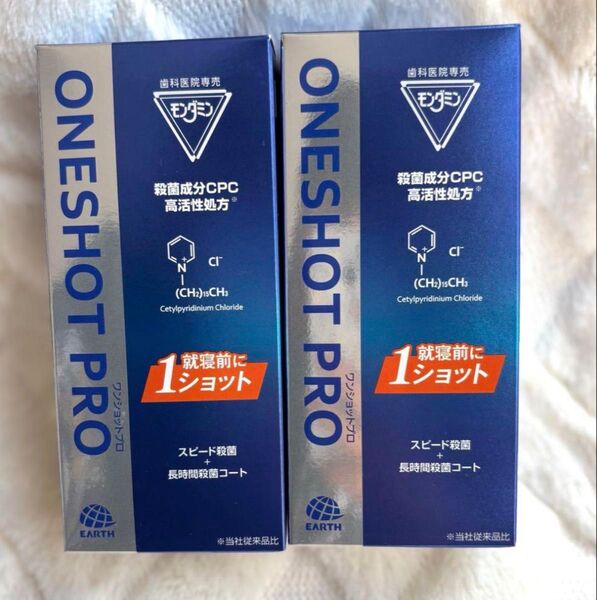 ONESHOT PRO
ワンショットプロ
歯科医院専売
モンダミン
殺菌成分CPC
高活性処方※
N+
Cl-
(CH2)15CH3
Cetylpyridinium Chloride
就寝前に
1ショット
スピード殺菌
+
長時間殺菌コート
EARTH
※当社従来品比
ONESHOT PRO
ワンショットプロ
歯科医院専売
モンダミン
殺菌成分CPC
高活性処方※
N+
Cl-
(CH2)15CH3
Cetylpyridinium Chloride
就寝前に
1ショット
スピード殺菌
+
長時間殺菌コート
EARTH
※当社従来品比